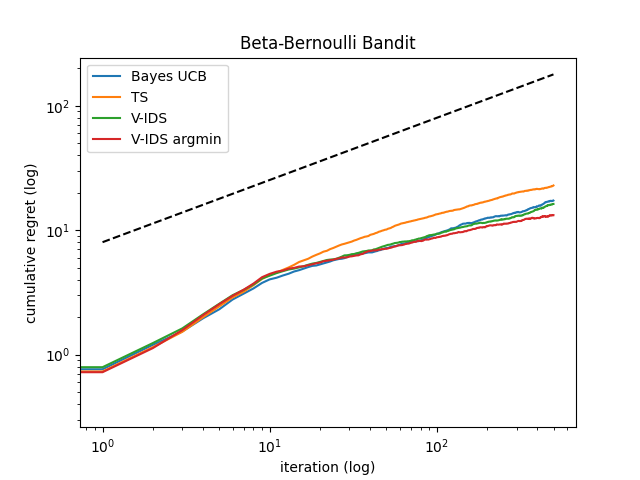 Beta-Bernoulli Bandit
Bayes UCB
TS
V-IDS
V-IDS argmin
cumulative regret (log)
10²
10¹
10⁰
10⁰ 10¹ 10²
iteration (log)